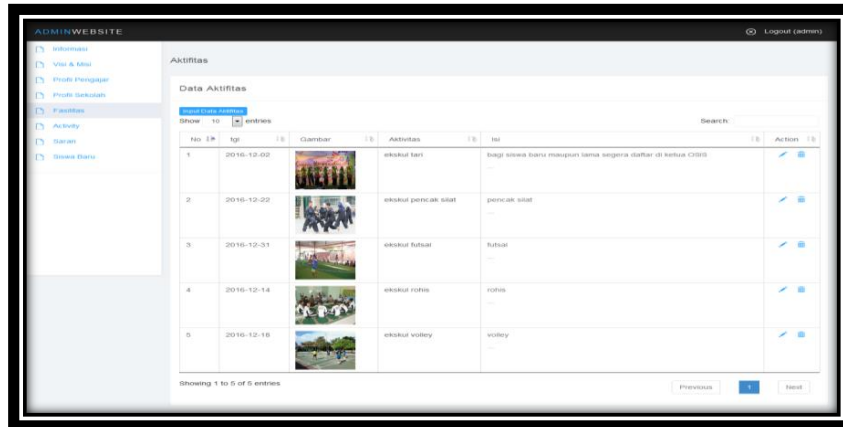 ADMINWEBSITE
Logout (admin)
Informasi
Visi & Misi
Profil Pengajar
Profil Sekolah
Fasilitas
Activity
Saran
Siswa Baru
Aktifitas
Data Aktifitas
Input Data Aktifitas
Show 10 entries
Search:
No tgl Gambar Aktivitas Isi Action
1 2016-12-02 ekskul tari bagi siswa baru maupun lama segera daftar di ketua OSIS
...
2 2016-12-22 ekskul pencak silat pencak silat
...
3 2016-12-31 ekskul futsal futsal
...
4 2016-12-14 ekskul rohis rohis
...
5 2016-12-16 ekskul volley volley
...
Showing 1 to 5 of 5 entries
Previous 1 Next